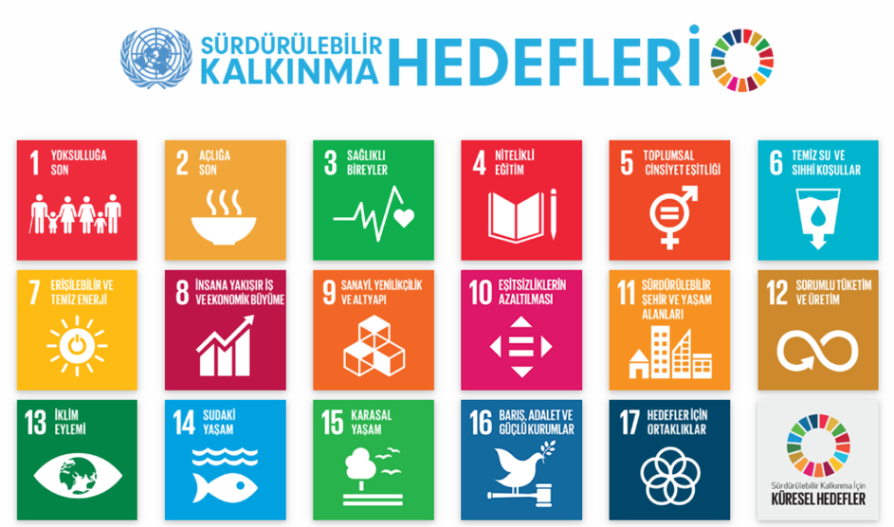 SÜRDÜRÜLEBİLİR
KALKINMA HEDEFLERİ
1 YOKSULLUĞA
SON
2 AÇLIĞA
SON
3 SAĞLIKLI
BİREYLER
4 NİTELİKLİ
EĞİTİM
5 TOPLUMSAL
CİNSİYET EŞİTLİĞİ
6 TEMİZ SU VE
SIHHİ KOŞULLAR
7 ERİŞİLEBİLİR VE
TEMİZ ENERJİ
8 İNSANA YAKIŞIR İŞ
VE EKONOMİK BÜYÜME
9 SANAYİ, YENİLİKÇİLİK
VE ALTYAPI
10 EŞİTSİZLİKLERİN
AZALTILMASI
11 SÜRDÜRÜLEBİLİR
ŞEHİR VE YAŞAM
ALANLARI
12 SORUMLU TÜKETİM
VE ÜRETİM
13 İKLİM
EYLEMİ
14 SUDAKİ
YAŞAM
15 KARASAL
YAŞAM
16 BARIŞ, ADALET VE
GÜÇLÜ KURUMLAR
17 HEDEFLER İÇİN
ORTAKLIKLAR
Sürdürülebilir Kalkınma İçin
KÜRESEL HEDEFLER